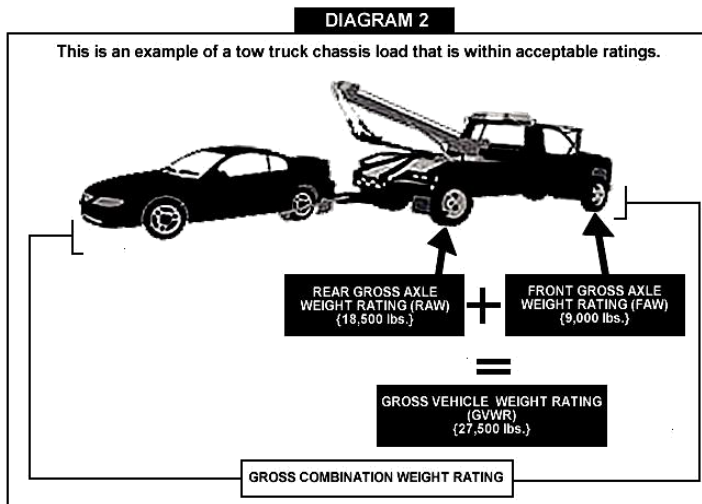 DIAGRAM 2
This is an example of a tow truck chassis load that is within acceptable ratings.
REAR GROSS AXLE
WEIGHT RATING (RAW)
{18,500 lbs.}
+
FRONT GROSS AXLE
WEIGHT RATING (FAW)
{9,000 lbs.}
=
GROSS VEHICLE WEIGHT RATING
(GVWR)
{27,500 lbs.}
GROSS COMBINATION WEIGHT RATING